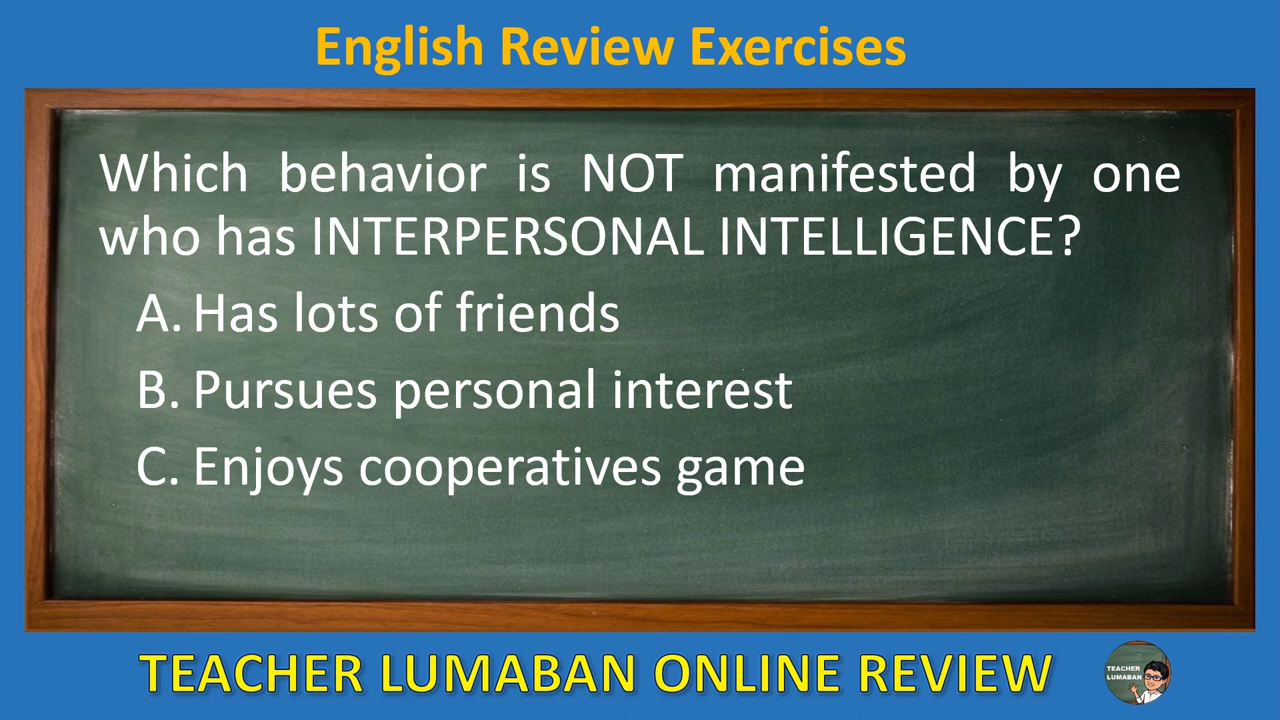 English Review Exercises
Which behavior is NOT manifested by one
who has INTERPERSONAL INTELLIGENCE?
A. Has lots of friends
B. Pursues personal interest
C. Enjoys cooperatives game
TEACHER LUMABAN ONLINE REVIEW
TEACHER
LUMABAN